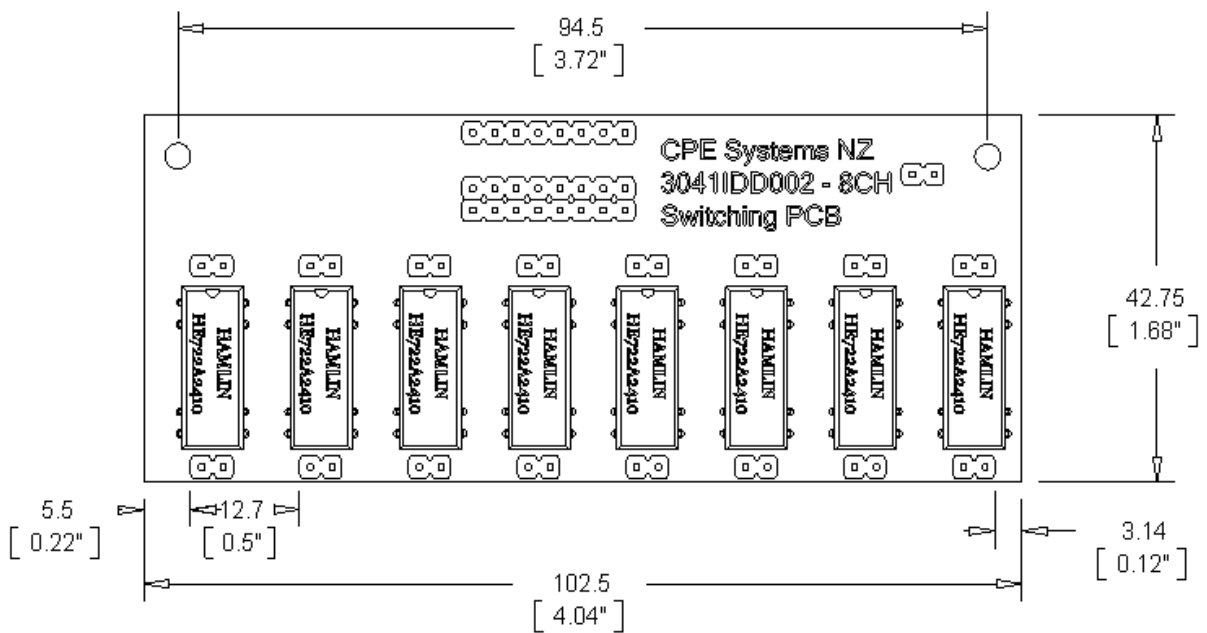 94.5
[ 3.72" ]
CPE Systems NZ
3041IDD002 - 8CH
Switching PCB
42.75
[ 1.68" ]
HAMLIN
HE722A2410
HAMLIN
HE722A2410
HAMLIN
HE722A2410
HAMLIN
HE722A2410
HAMLIN
HE722A2410
HAMLIN
HE722A2410
HAMLIN
HE722A2410
HAMLIN
HE722A2410
5.5
[ 0.22" ]
12.7
[ 0.5" ]
3.14
[ 0.12" ]
102.5
[ 4.04" ]